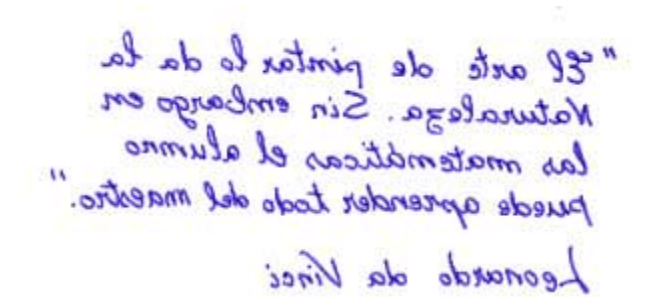 "El arte de pintar lo da la
Naturaleza. Sin embargo en
las matemáticas el alumno
puede aprender todo del maestro."
Leonardo da Vinci